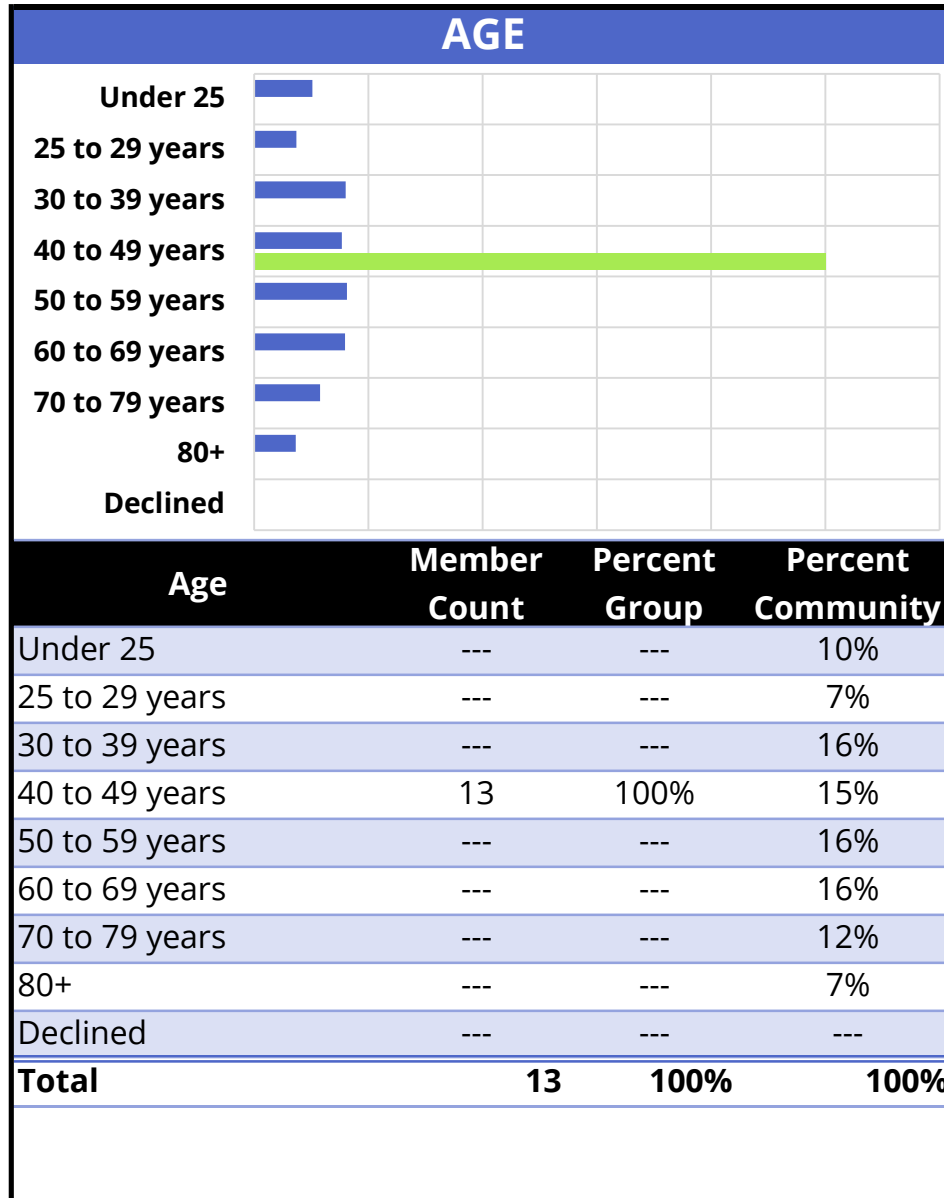 AGE
Under 25
25 to 29 years
30 to 39 years
40 to 49 years
50 to 59 years
60 to 69 years
70 to 79 years
80+
Declined
Age Member Count Percent Group Percent Community
Under 25 --- --- 10%
25 to 29 years --- --- 7%
30 to 39 years --- --- 16%
40 to 49 years 13 100% 15%
50 to 59 years --- --- 16%
60 to 69 years --- --- 16%
70 to 79 years --- --- 12%
80+ --- --- 7%
Declined --- --- ---
Total 13 100% 100%